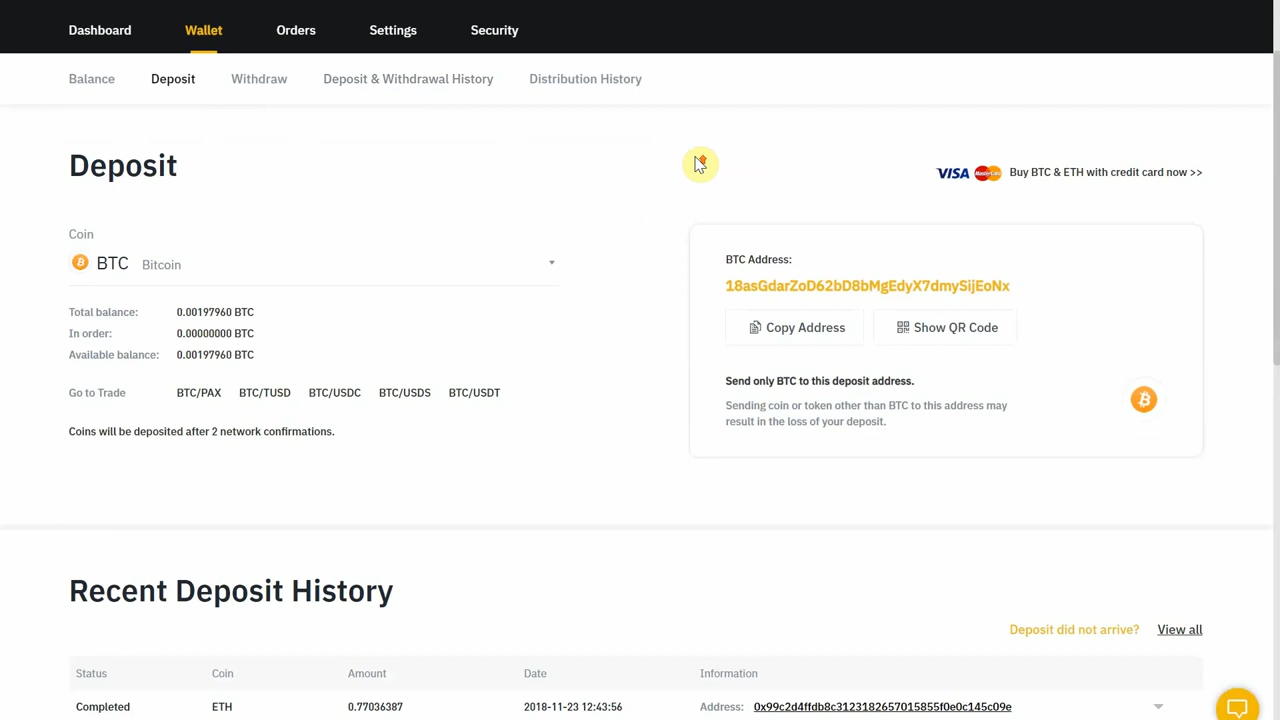 Dashboard Wallet Orders Settings Security
Balance Deposit Withdraw Deposit & Withdrawal History Distribution History
Deposit
VISA MasterCard Buy BTC & ETH with credit card now >>
Coin
BTC Bitcoin
Total balance: 0.00197960 BTC
In order: 0.00000000 BTC
Available balance: 0.00197960 BTC
Go to Trade BTC/PAX BTC/TUSD BTC/USDC BTC/USDS BTC/USDT
Coins will be deposited after 2 network confirmations.
BTC Address:
18asGdarZoD62bD8bMgEdyX7dmySijEoNx
Copy Address Show QR Code
Send only BTC to this deposit address.
Sending coin or token other than BTC to this address may
result in the loss of your deposit.
Recent Deposit History
Deposit did not arrive? View all
Status Coin Amount Date Information
Completed ETH 0.77036387 2018-11-23 12:43:56 Address: 0x99c2d4ffdb8c3123182657015855f0e0c145c09e